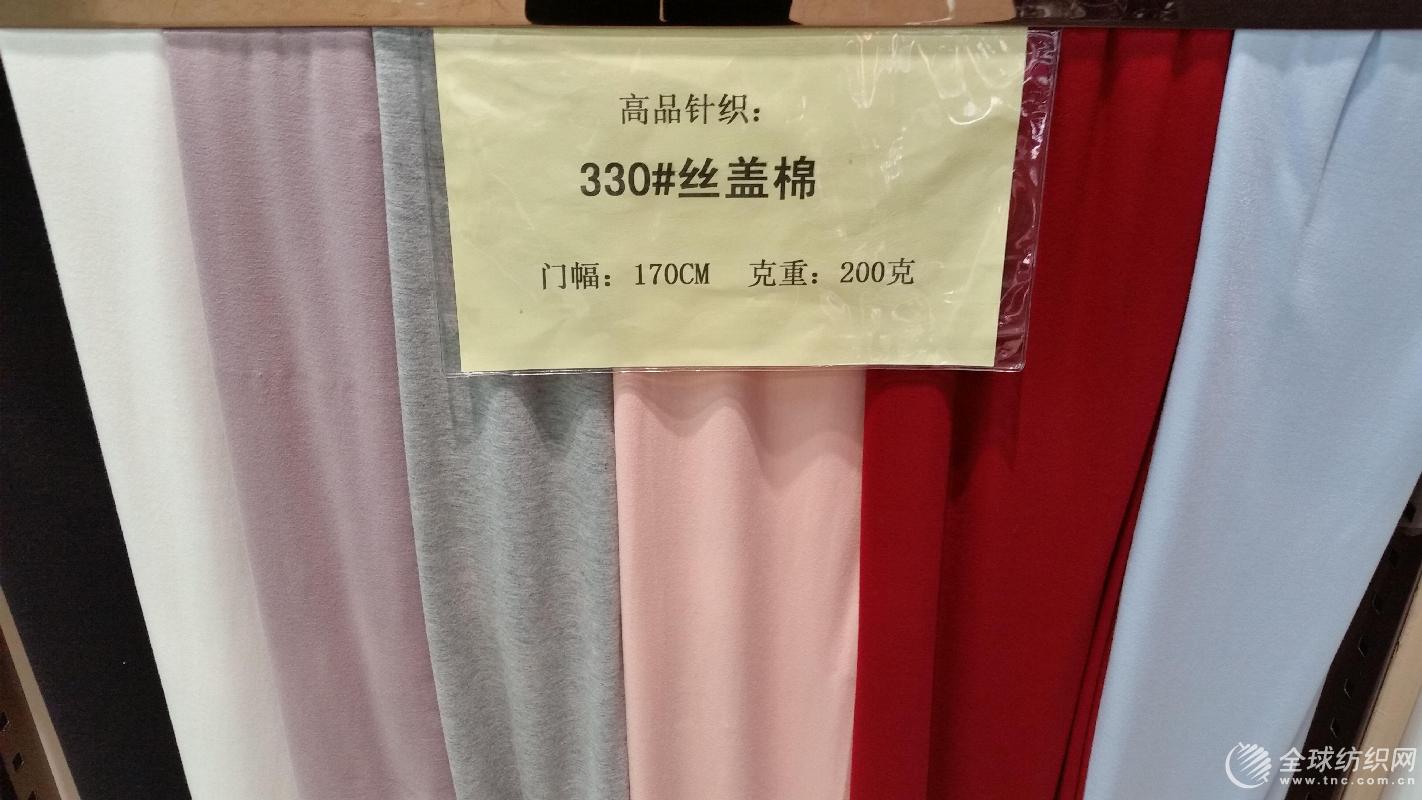 高品针织：
330#丝盖棉
门幅：170CM 克重：200克
全球纺织网
www.tnc.com.cn